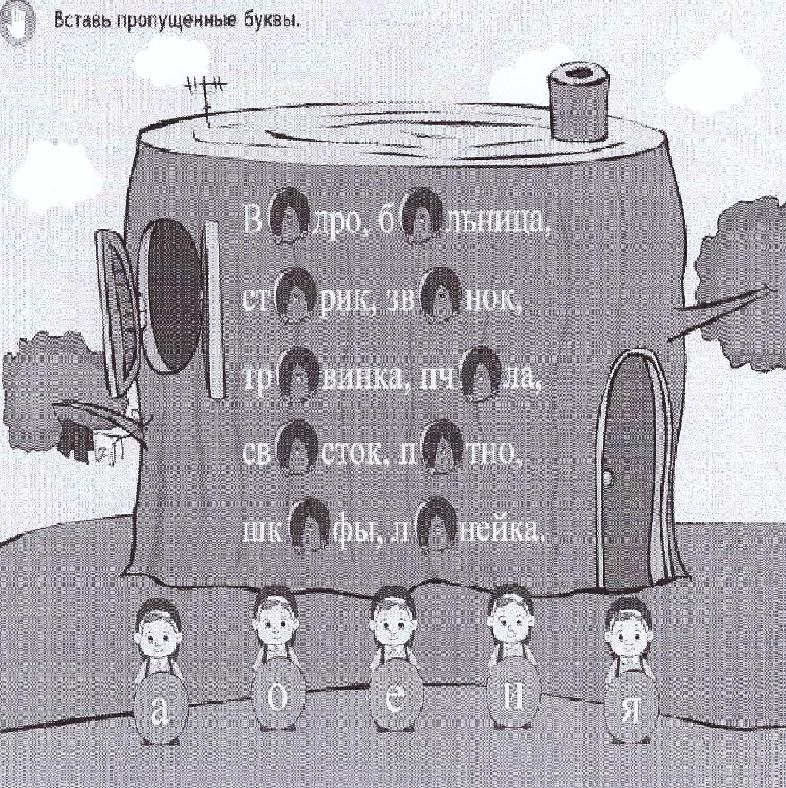 Вставь пропущенные буквы.
В дро, б льница,
ст рик, зв нок,
тр винка, пч ла,
св сток, п тно,
шк фы, л нейка.
а о е и я